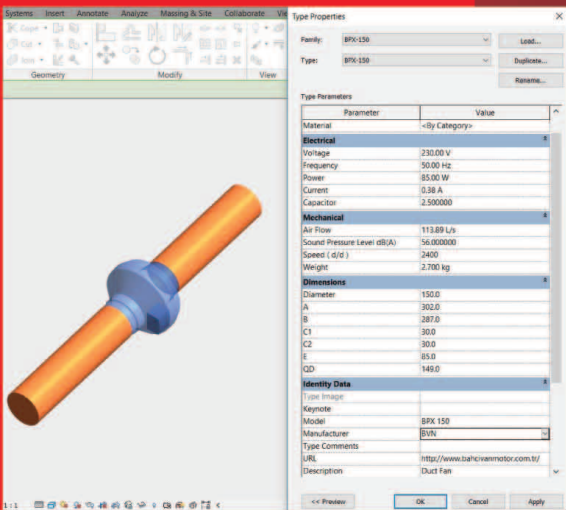 Systems Insert Annotate Analyze Massing & Site Collaborate
Geometry Modify View
1:1
Type Properties
Family: BPX-150 Load...
Type: BPX-150 Duplicate...
Rename...
Type Parameters
Parameter Value
Material <By Category>
Electrical
Voltage 230.00 V
Frequency 50.00 Hz
Power 85.00 W
Current 0.38 A
Capacitor 2.500000
Mechanical
Air Flow 113.89 L/s
Sound Pressure Level dB(A) 56.000000
Speed ( d/d ) 2400
Weight 2.700 kg
Dimensions
Diameter 150.0
A 302.0
B 287.0
C1 30.0
C2 30.0
E 85.0
QD 149.0
Identity Data
Type Image
Keynote
Model BPX 150
Manufacturer BVN
Type Comments
URL http://www.bahcivanmotor.com.tr/
Description Duct Fan
<< Preview OK Cancel Apply